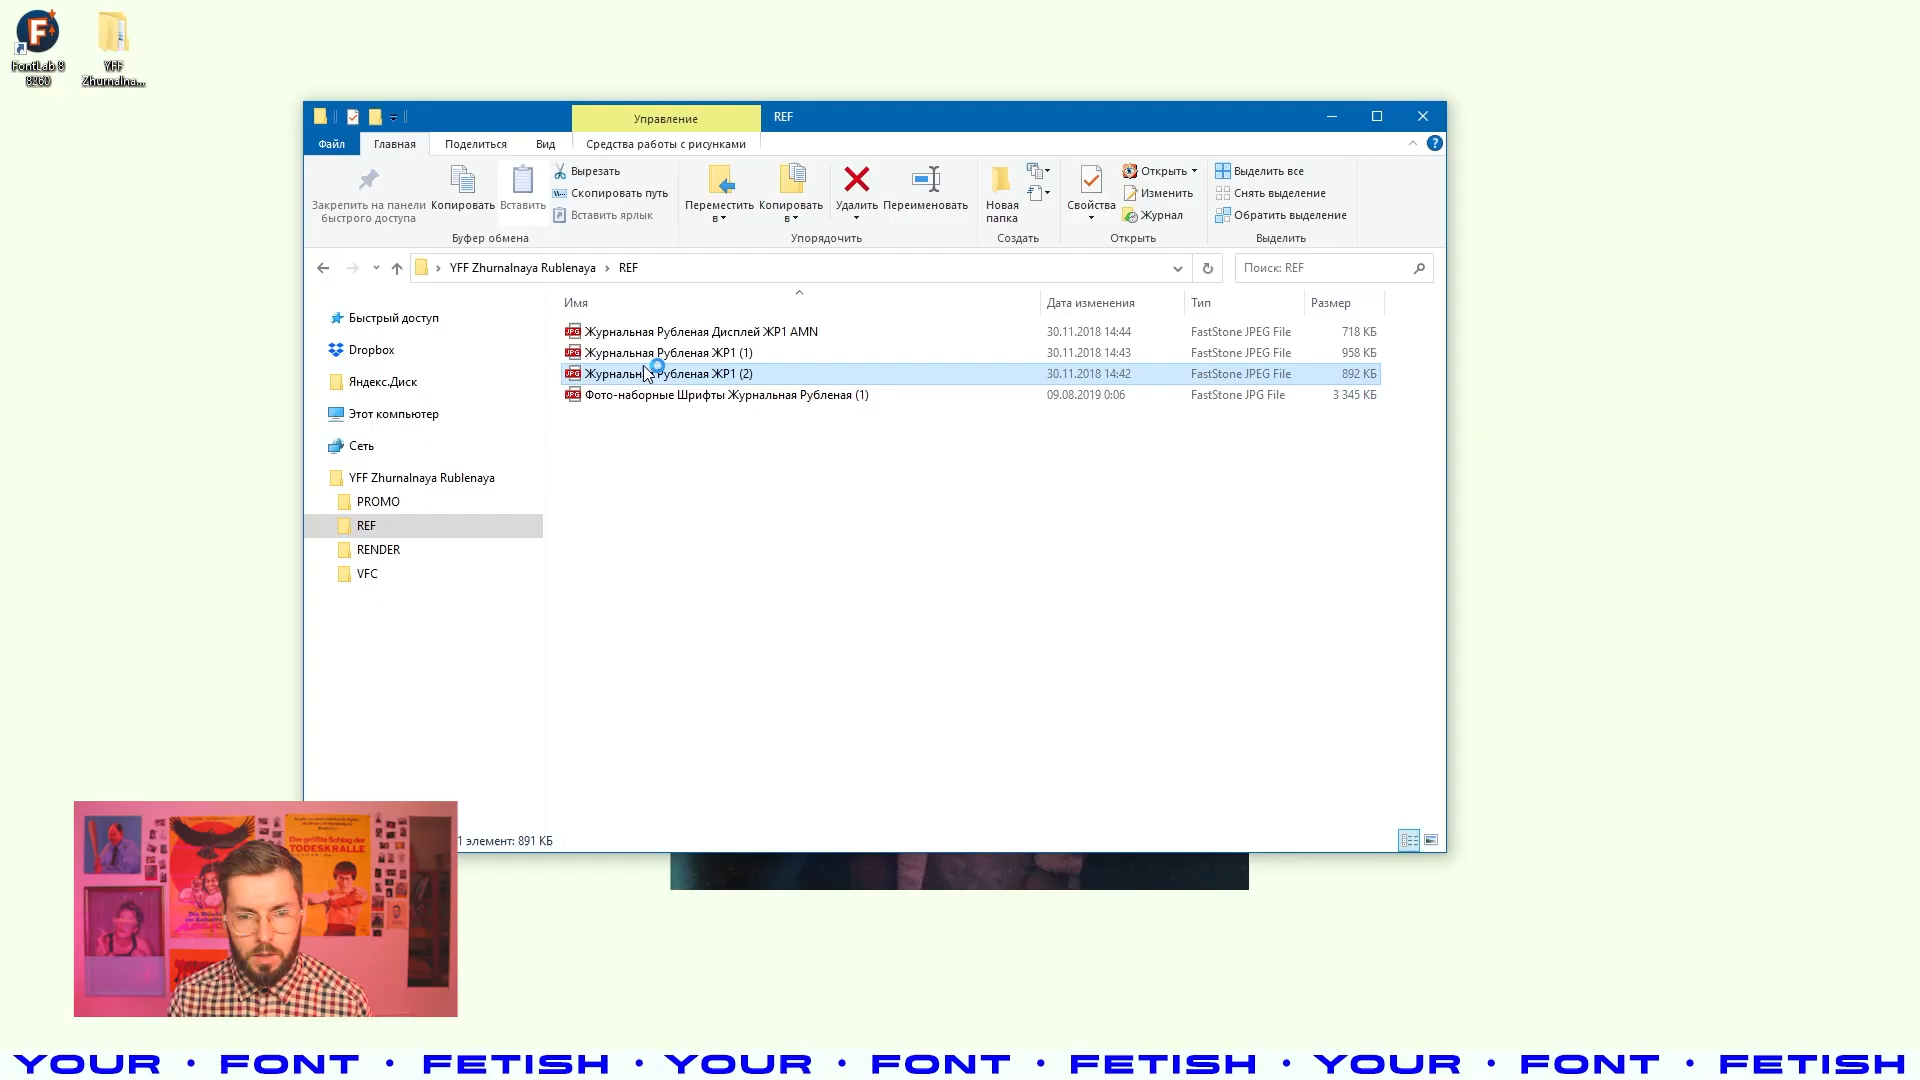 FontLab 8
8260
YFF
Zhurnalna...
Управление
REF
Файл
Главная
Поделиться
Вид
Средства работы с рисунками
Закрепить на панели
быстрого доступа
Копировать
Вставить
Вырезать
Скопировать путь
Вставить ярлык
Буфер обмена
Переместить
в
Копировать
в
Удалить
Переименовать
Упорядочить
Новая
папка
Создать
Свойства
Открыть
Изменить
Журнал
Открыть
Выделить все
Снять выделение
Обратить выделение
Выделить
YFF Zhurnalnaya Rublenaya › REF
Поиск: REF
Имя
Дата изменения
Тип
Размер
Журнальная Рубленая Дисплей ЖР1 AMN 30.11.2018 14:44 FastStone JPEG File 718 КБ
Журнальная Рубленая ЖР1 (1) 30.11.2018 14:43 FastStone JPEG File 958 КБ
Журнальная Рубленая ЖР1 (2) 30.11.2018 14:42 FastStone JPEG File 892 КБ
Фото-наборные Шрифты Журнальная Рубленая (1) 09.08.2019 0:06 FastStone JPG File 3 345 КБ
Быстрый доступ
Dropbox
Яндекс.Диск
Этот компьютер
Сеть
YFF Zhurnalnaya Rublenaya
PROMO
REF
RENDER
VFC
1 элемент: 891 КБ
Der größte Schlag der
TODESKRALLE
YOUR • FONT • FETISH • YOUR • FONT • FETISH • YOUR • FONT • FETISH